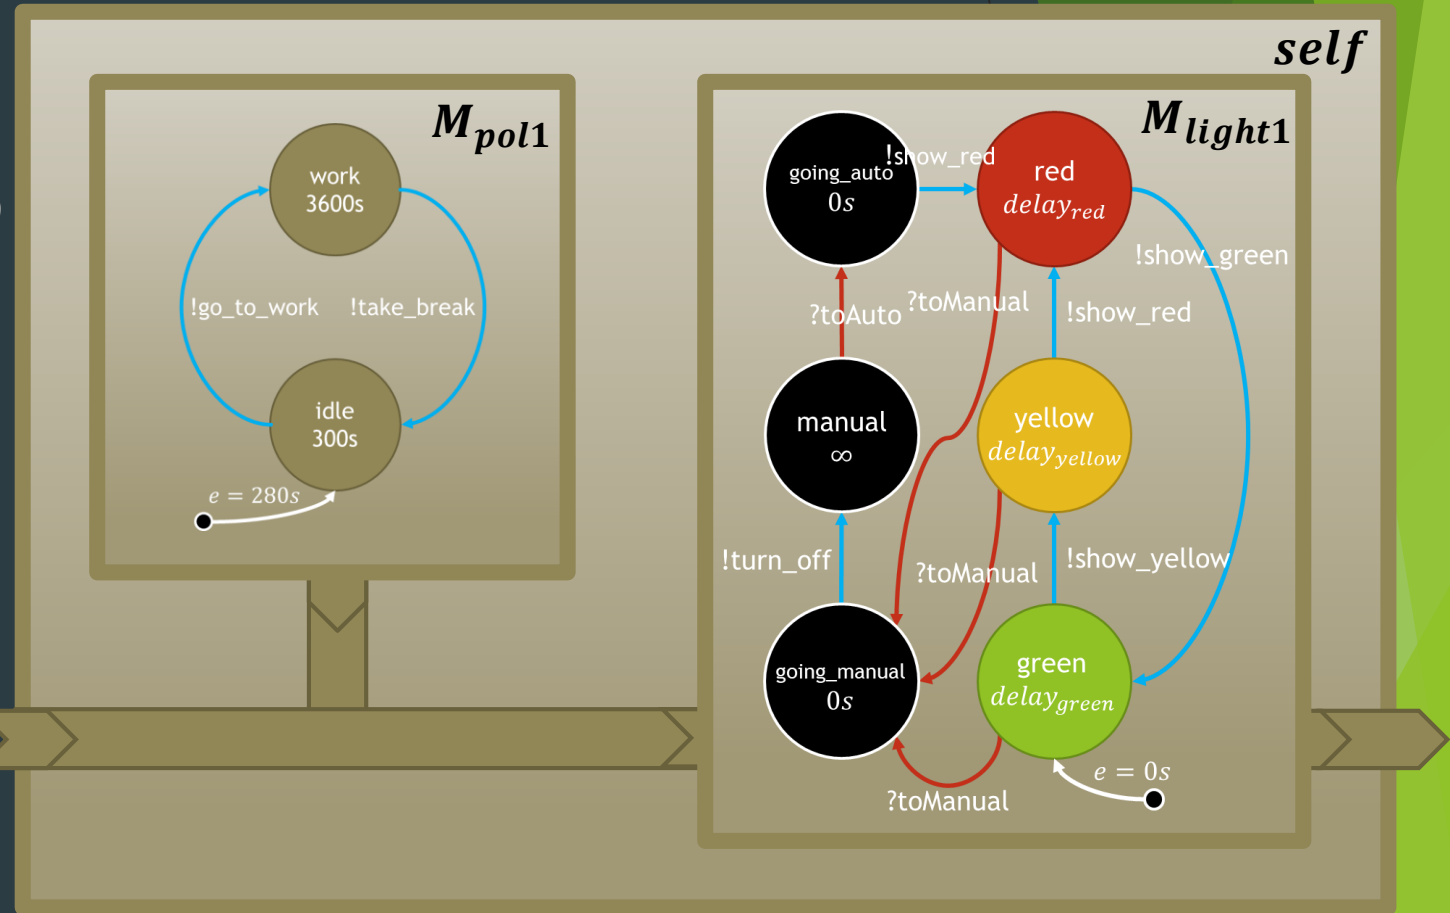 self
M_pol1
work
3600s
!go_to_work
!take_break
idle
300s
e = 280s
M_light1
going_auto
0s
!show_red
red
delay_red
!show_green
?toAuto
?toManual
!show_red
manual
∞
yellow
delay_yellow
!turn_off
?toManual
!show_yellow
going_manual
0s
green
delay_green
?toManual
e = 0s